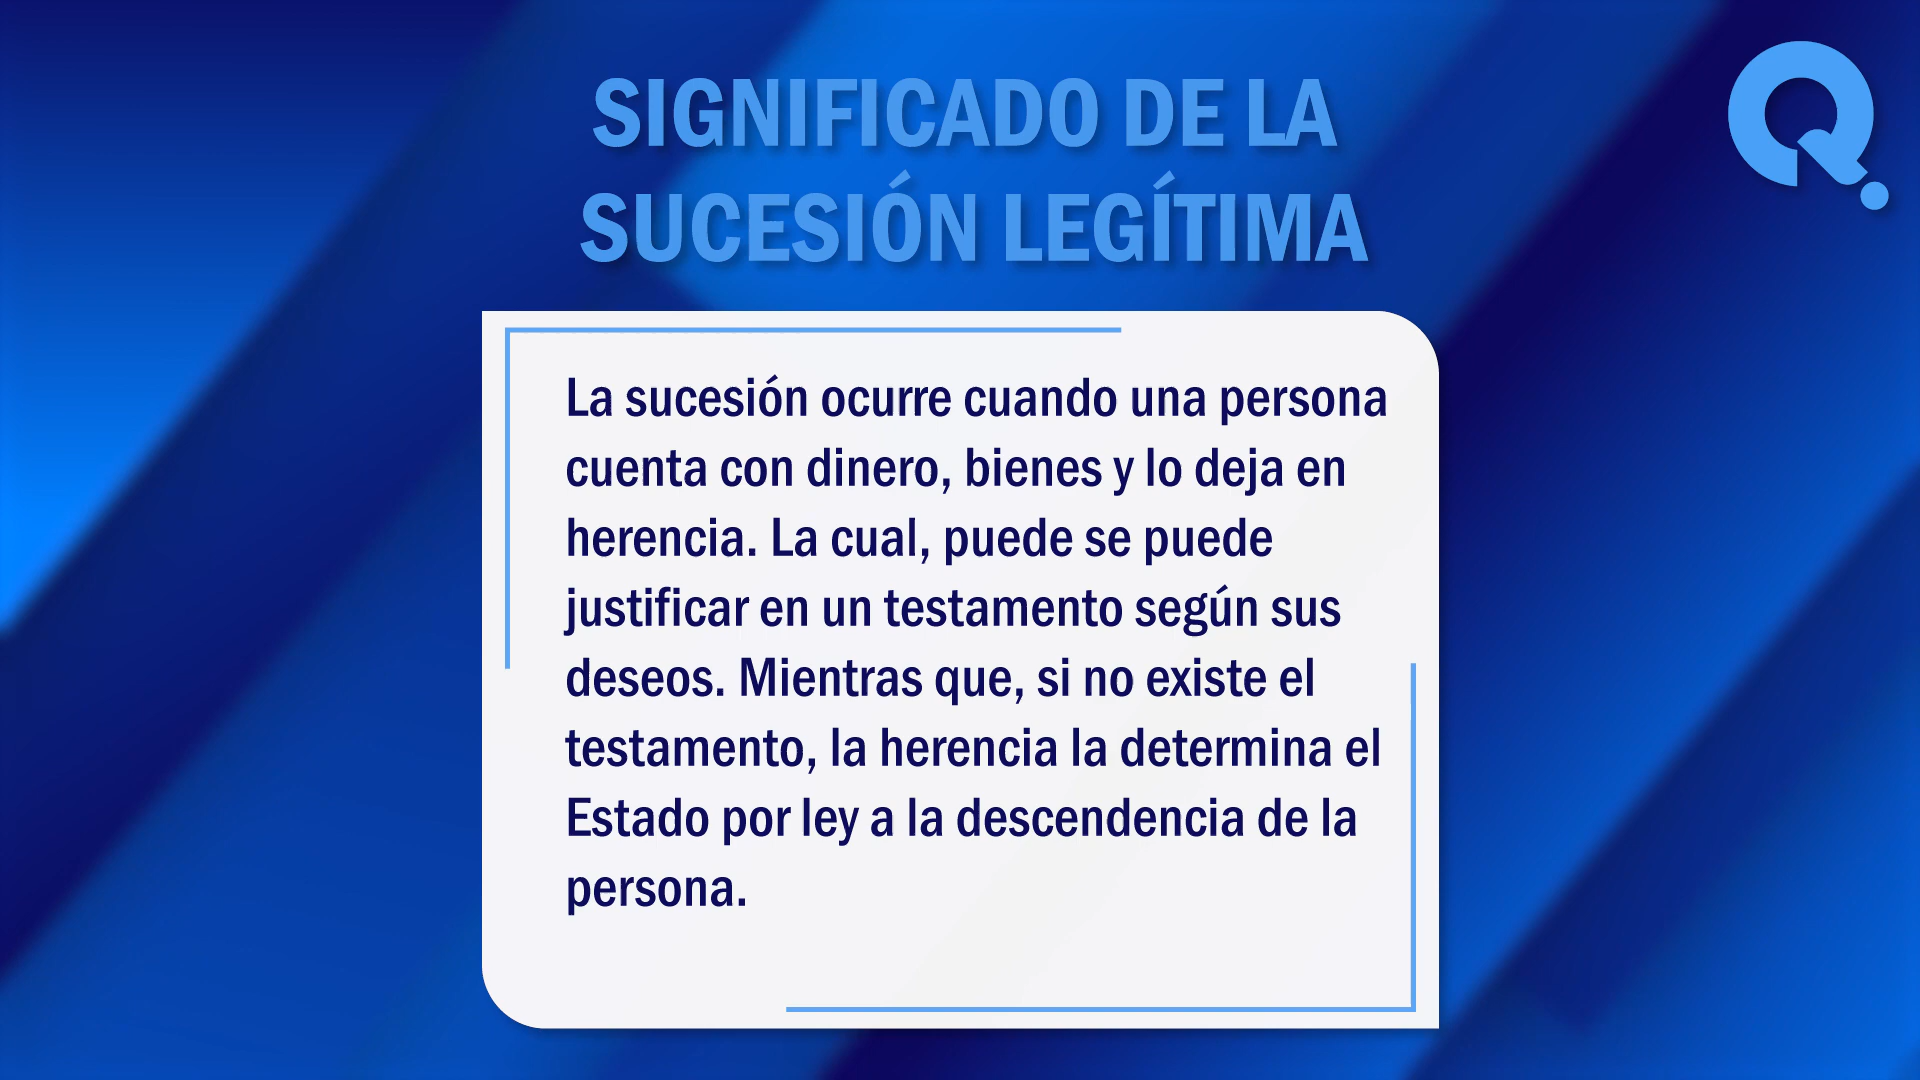 SIGNIFICADO DE LA
SUCESIÓN LEGÍTIMA
La sucesión ocurre cuando una persona
cuenta con dinero, bienes y lo deja en
herencia. La cual, puede se puede
justificar en un testamento según sus
deseos. Mientras que, si no existe el
testamento, la herencia la determina el
Estado por ley a la descendencia de la
persona.